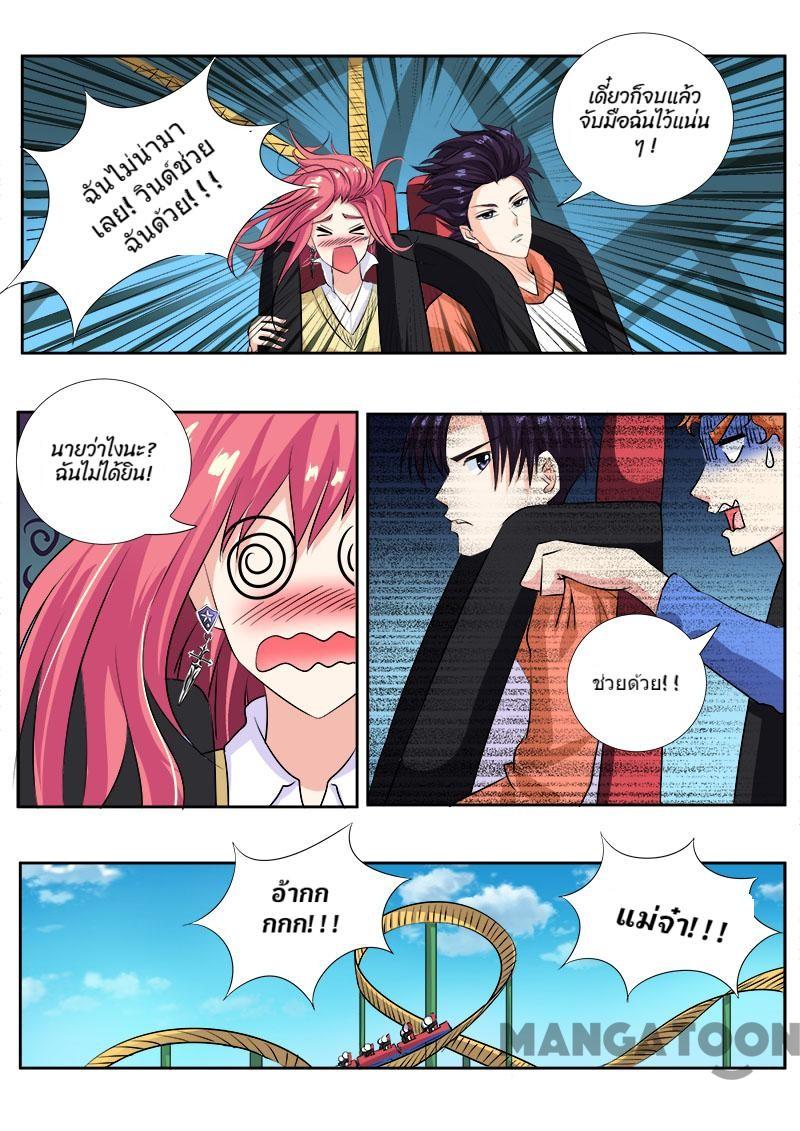 ฉันไม่น่ามา
เลย! วินด์ช่วย
ฉันด้วย!!!
เดี๋ยวก็จบแล้ว
จับมือฉันไว้แน่น
ๆ!
นายว่าไงนะ?
ฉันไม่ได้ยิน!
ช่วยด้วย!!
อ้ากก
กกก!!!
แม่จ๋า!!!
MANGATOON